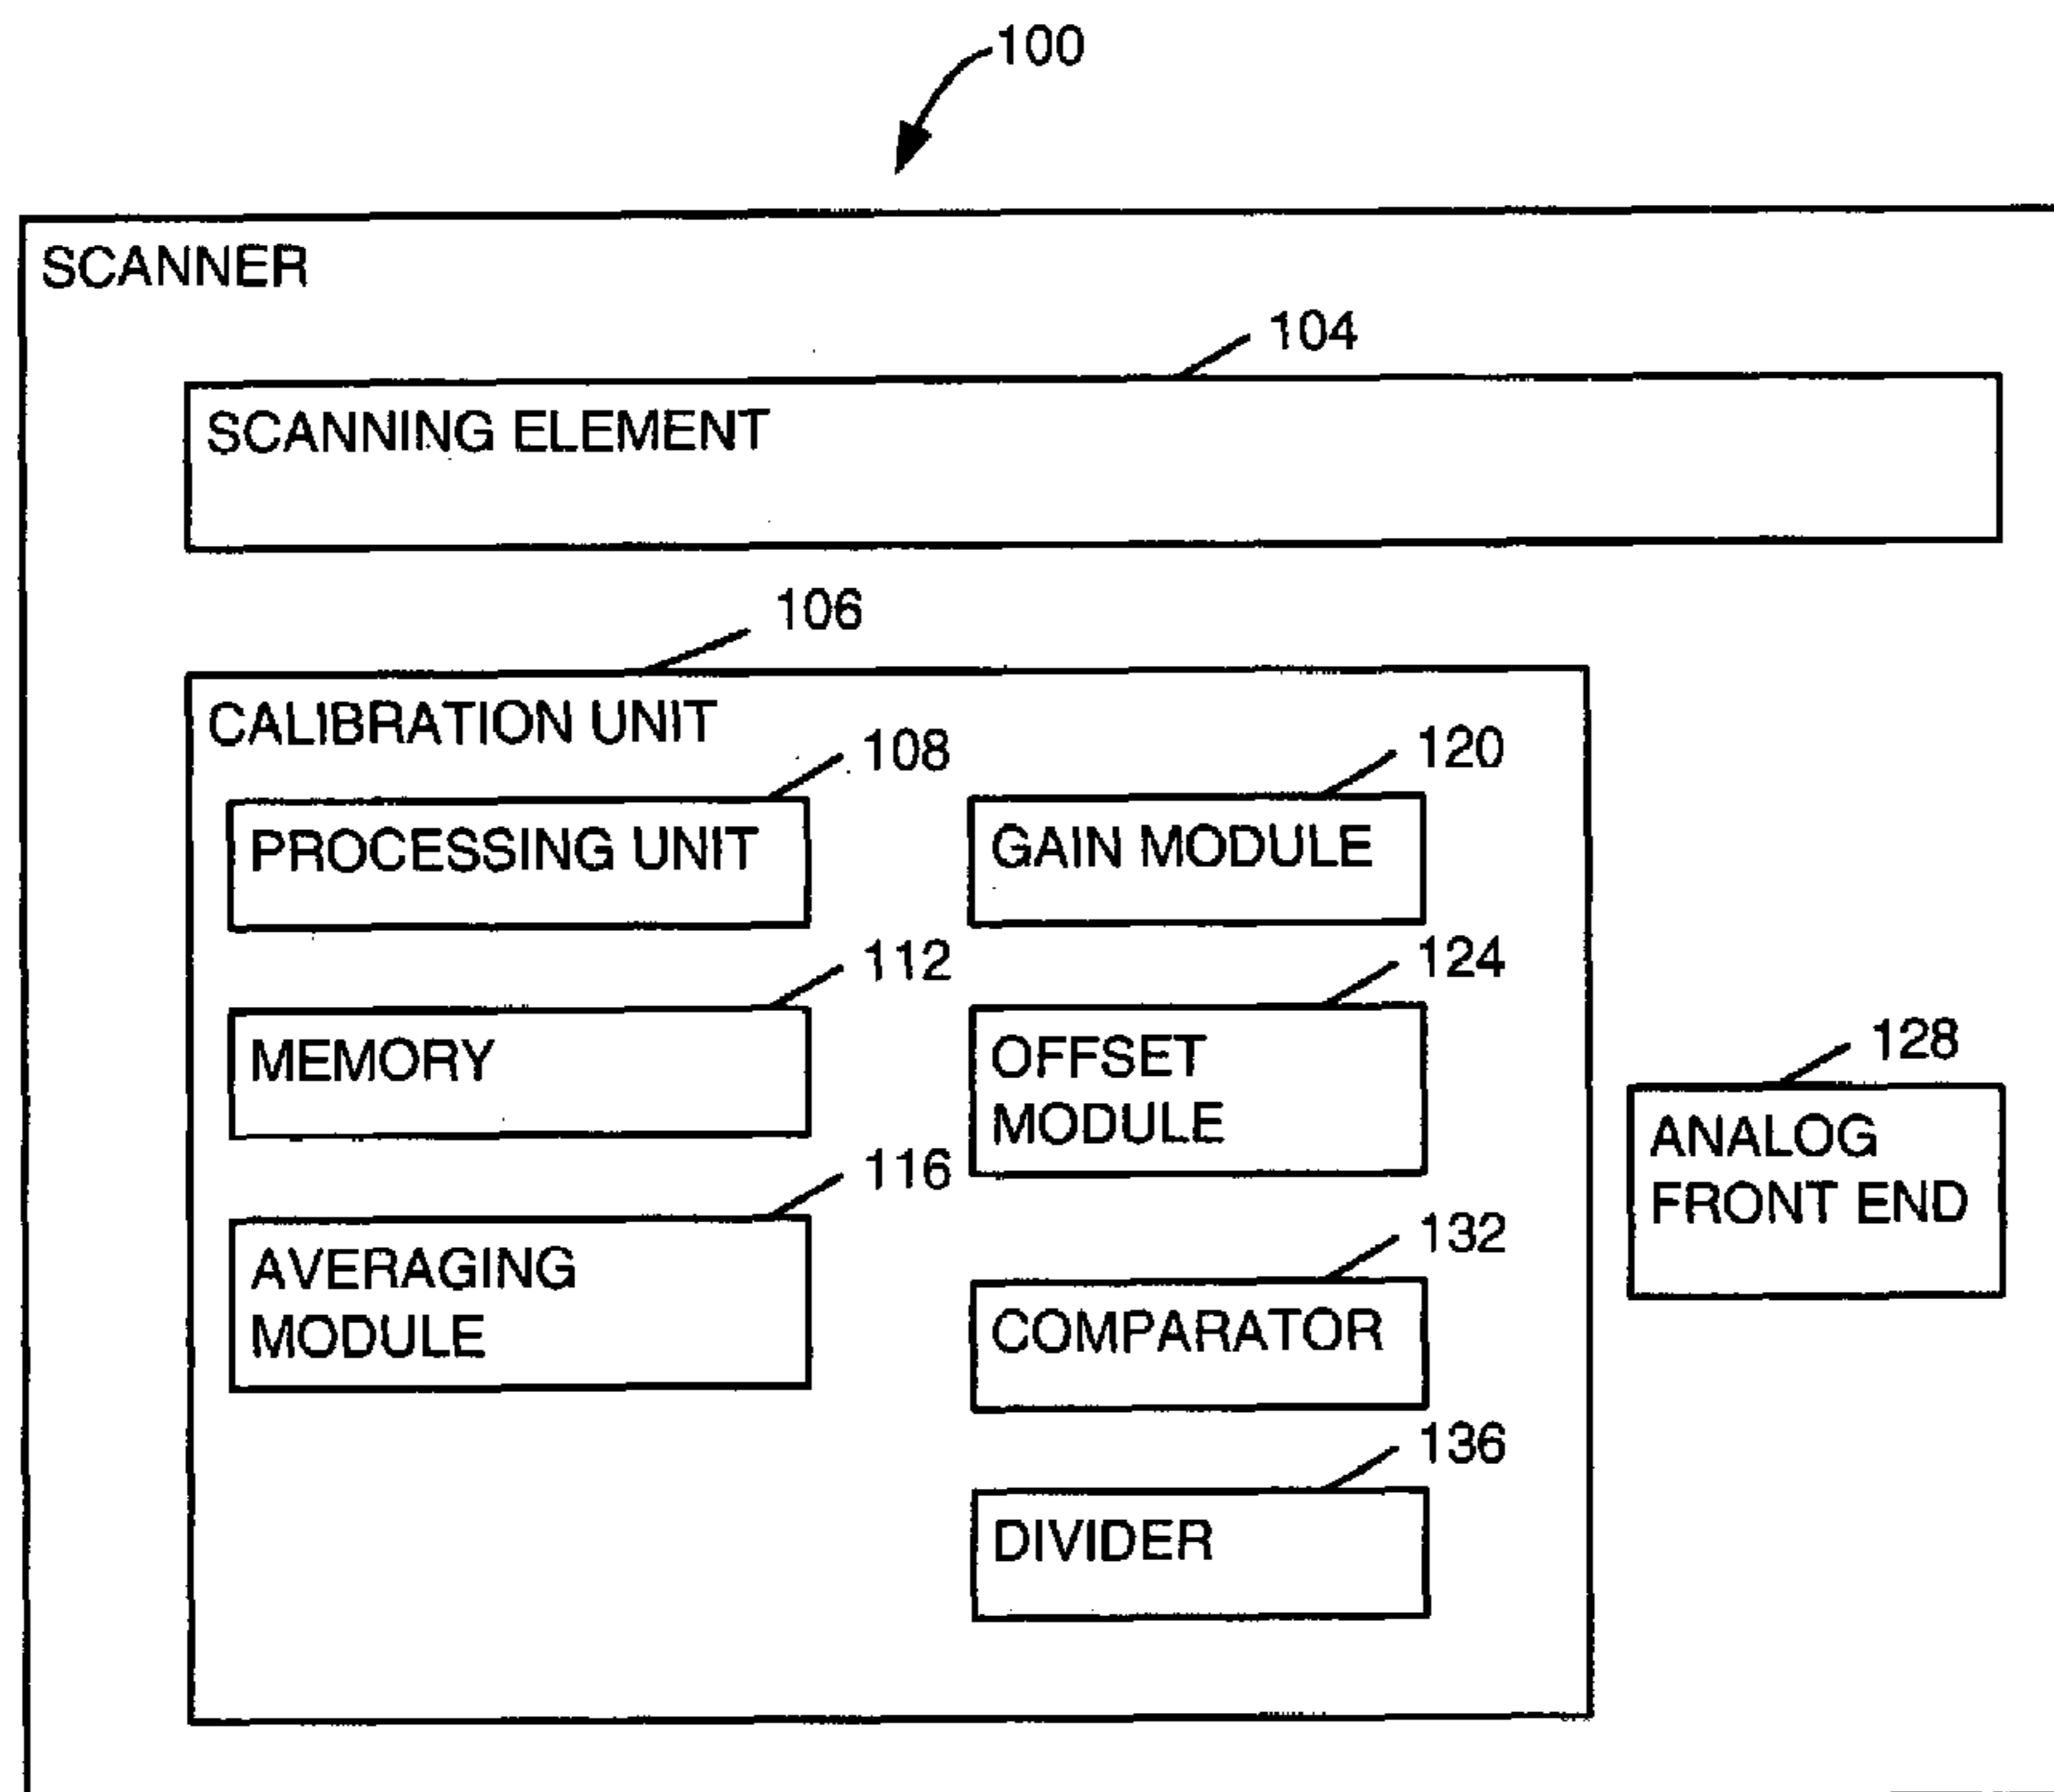 100
SCANNER
104
SCANNING ELEMENT
106
CALIBRATION UNIT
108
PROCESSING UNIT
120
GAIN MODULE
112
MEMORY
124
OFFSET
MODULE
116
AVERAGING
MODULE
128
ANALOG
FRONT END
132
COMPARATOR
136
DIVIDER